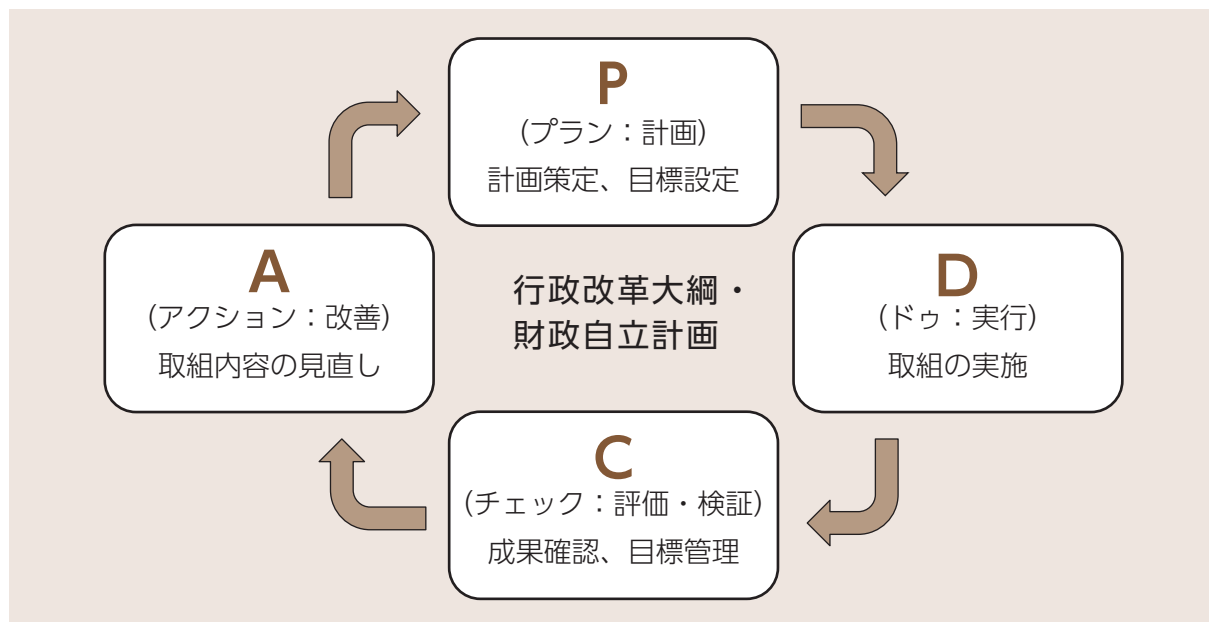 P
(プラン：計画)
計画策定、目標設定
A
(アクション：改善)
取組内容の見直し
行政改革大綱・
財政自立計画
D
(ドゥ：実行)
取組の実施
C
(チェック：評価・検証)
成果確認、目標管理